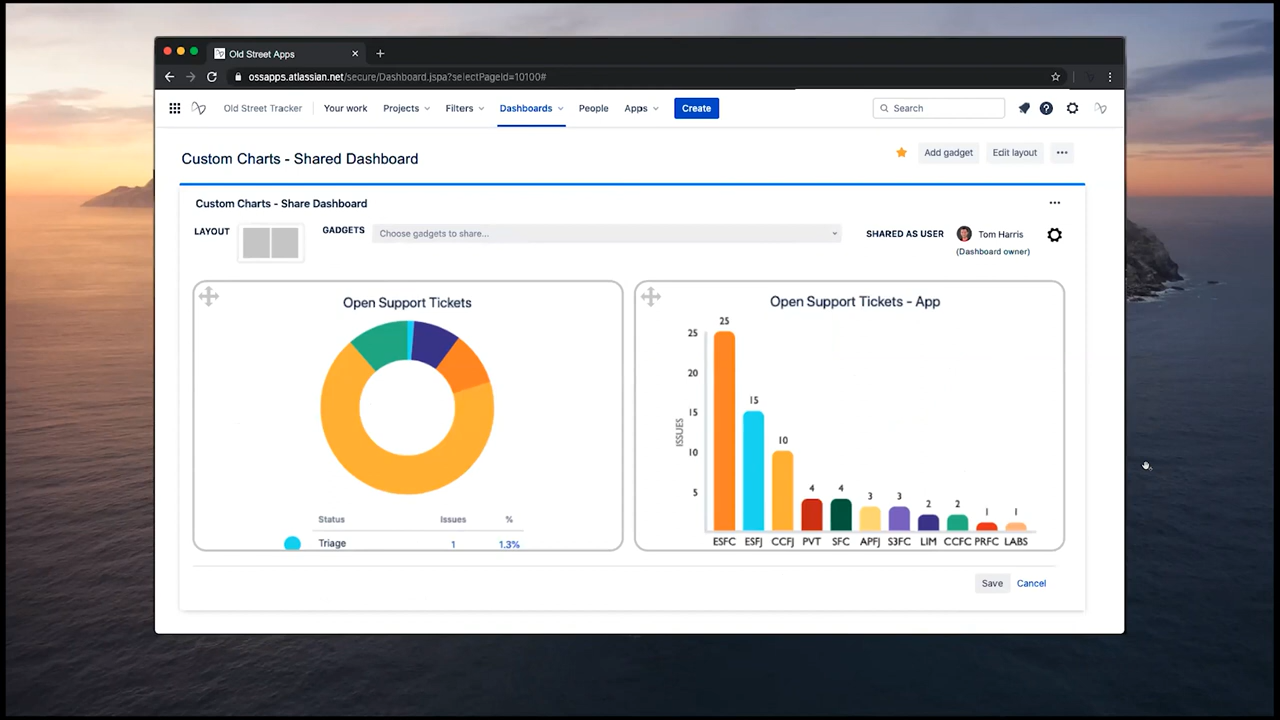 Old Street Apps
ossapps.atlassian.net/secure/Dashboard.jspa?selectPageId=10100#
Old Street Tracker Your work Projects Filters Dashboards People Apps Create Search
Custom Charts - Shared Dashboard
Add gadget Edit layout
Custom Charts - Share Dashboard
LAYOUT GADGETS Choose gadgets to share... SHARED AS USER Tom Harris
(Dashboard owner)
Open Support Tickets
Status Issues %
Triage 1 1.3%
Open Support Tickets - App
ISSUES
25
20
15
10
5
25 15 10 4 4 3 3 2 2 1 1
ESFC ESFJ CCFJ PVT SFC APFJ S3FC LIM CCFC PRFC LABS
Save Cancel